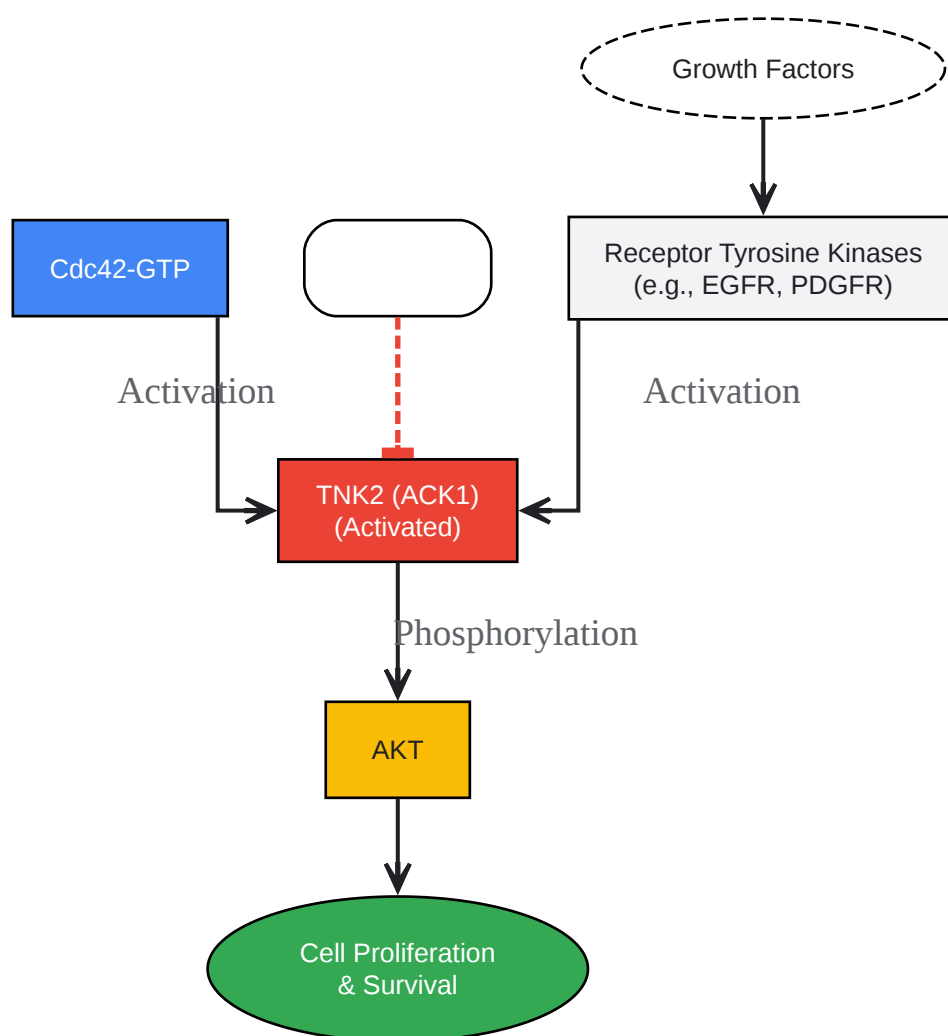 Growth Factors
Cdc42-GTP
Receptor Tyrosine Kinases
(e.g., EGFR, PDGFR)
Activation
Activation
TNK2 (ACK1)
(Activated)
Phosphorylation
AKT
Cell Proliferation
& Survival